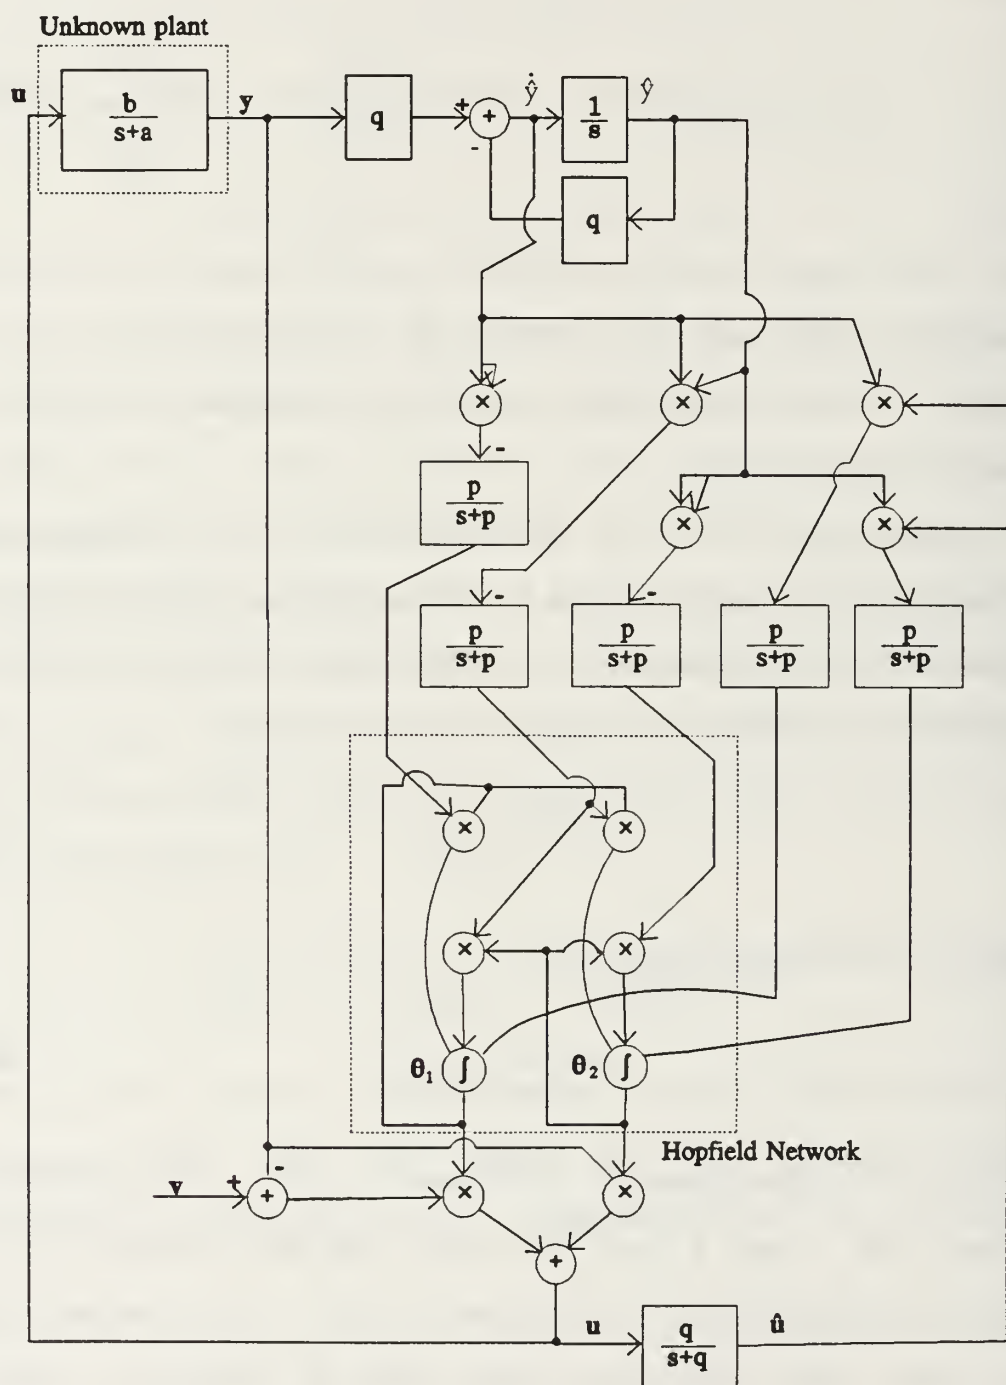 Unknown plant
u
b
s+a
y
q
+
+
-
ẏ̂
1
s
ŷ
q
×
×
×
-
p
s+p
×
×
-
-
p
s+p
p
s+p
p
s+p
p
s+p
×
×
×
×
θ₁
∫
θ₂
∫
Hopfield Network
v
+
-
+
×
×
+
u
q
s+q
û